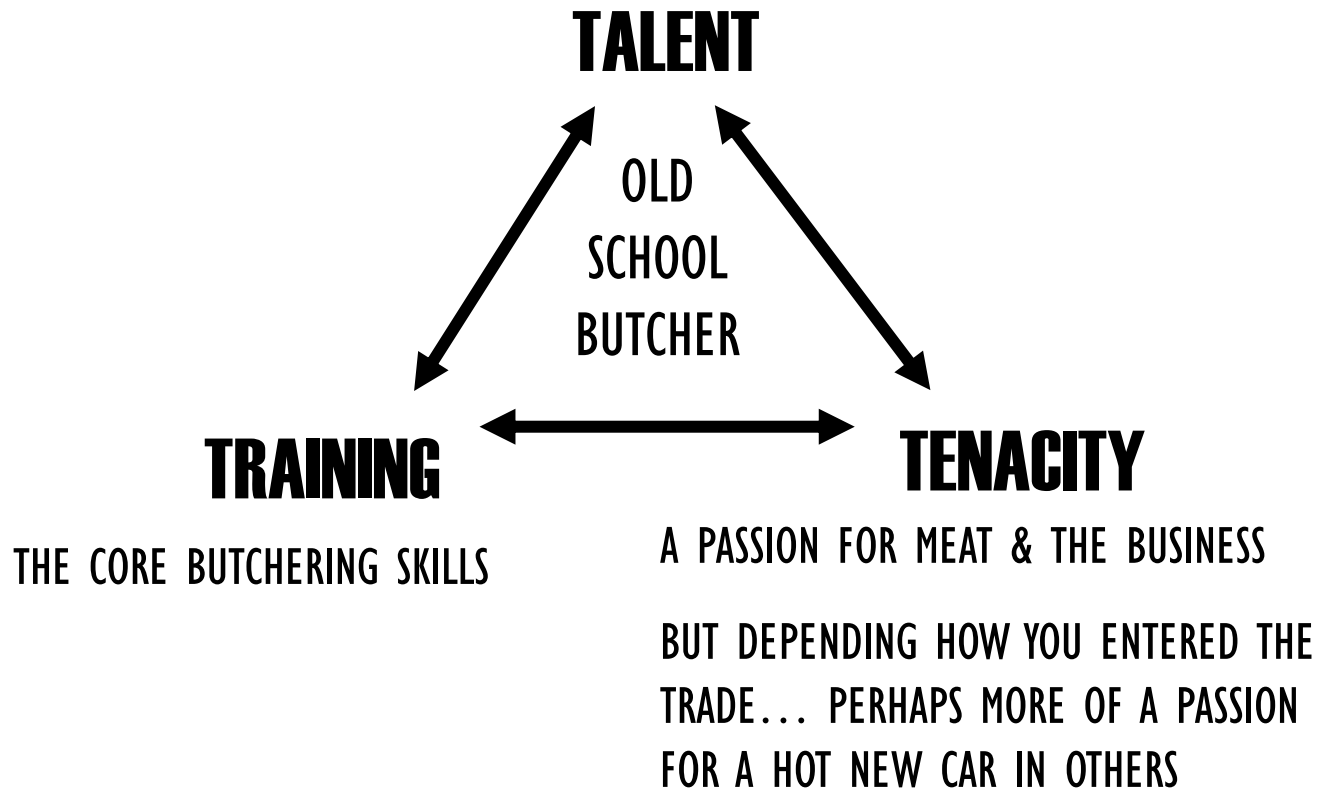 TALENT
OLD
SCHOOL
BUTCHER
TRAINING
THE CORE BUTCHERING SKILLS
TENACITY
A PASSION FOR MEAT & THE BUSINESS
BUT DEPENDING HOW YOU ENTERED THE
TRADE... PERHAPS MORE OF A PASSION
FOR A HOT NEW CAR IN OTHERS